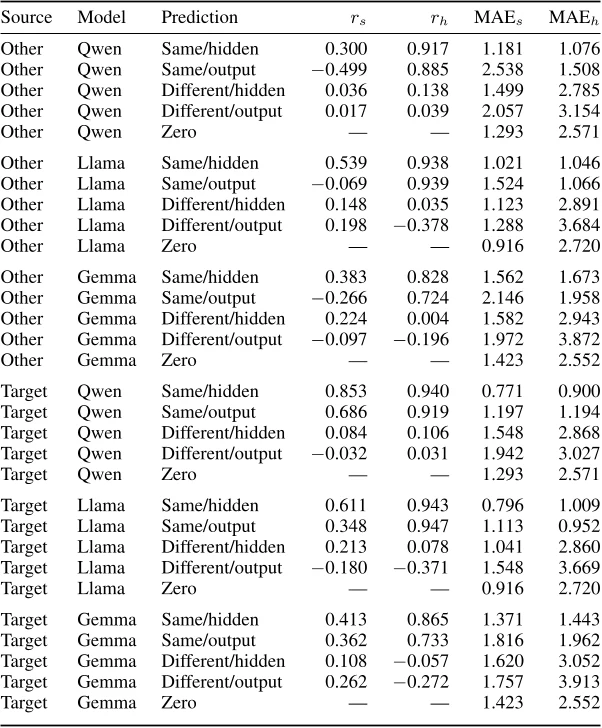 Source Model Prediction r_s r_h MAE_s MAE_h
Other Qwen Same/hidden 0.300 0.917 1.181 1.076
Other Qwen Same/output −0.499 0.885 2.538 1.508
Other Qwen Different/hidden 0.036 0.138 1.499 2.785
Other Qwen Different/output 0.017 0.039 2.057 3.154
Other Qwen Zero — — 1.293 2.571
Other Llama Same/hidden 0.539 0.938 1.021 1.046
Other Llama Same/output −0.069 0.939 1.524 1.066
Other Llama Different/hidden 0.148 0.035 1.123 2.891
Other Llama Different/output 0.198 −0.378 1.288 3.684
Other Llama Zero — — 0.916 2.720
Other Gemma Same/hidden 0.383 0.828 1.562 1.673
Other Gemma Same/output −0.266 0.724 2.146 1.958
Other Gemma Different/hidden 0.224 0.004 1.582 2.943
Other Gemma Different/output −0.097 −0.196 1.972 3.872
Other Gemma Zero — — 1.423 2.552
Target Qwen Same/hidden 0.853 0.940 0.771 0.900
Target Qwen Same/output 0.686 0.919 1.197 1.194
Target Qwen Different/hidden 0.084 0.106 1.548 2.868
Target Qwen Different/output −0.032 0.031 1.942 3.027
Target Qwen Zero — — 1.293 2.571
Target Llama Same/hidden 0.611 0.943 0.796 1.009
Target Llama Same/output 0.348 0.947 1.113 0.952
Target Llama Different/hidden 0.213 0.078 1.041 2.860
Target Llama Different/output −0.180 −0.371 1.548 3.669
Target Llama Zero — — 0.916 2.720
Target Gemma Same/hidden 0.413 0.865 1.371 1.443
Target Gemma Same/output 0.362 0.733 1.816 1.962
Target Gemma Different/hidden 0.108 −0.057 1.620 3.052
Target Gemma Different/output 0.262 −0.272 1.757 3.913
Target Gemma Zero — — 1.423 2.552